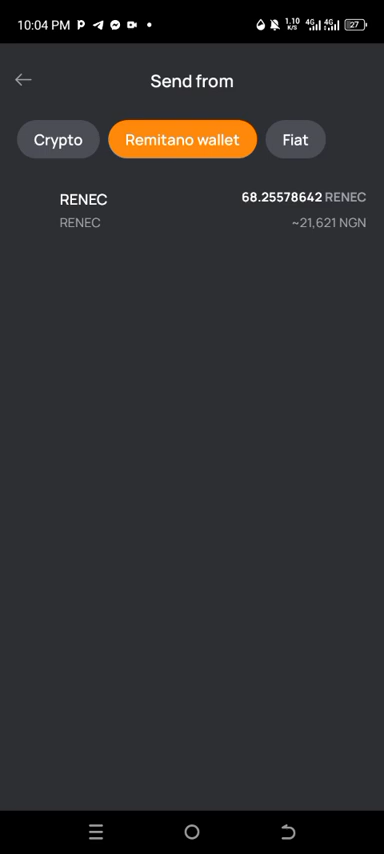 10:04 PM P 1.10 K/S 4G 4G 27
Send from
Crypto Remitano wallet Fiat
RENEC 68.25578642 RENEC
RENEC ~21,621 NGN